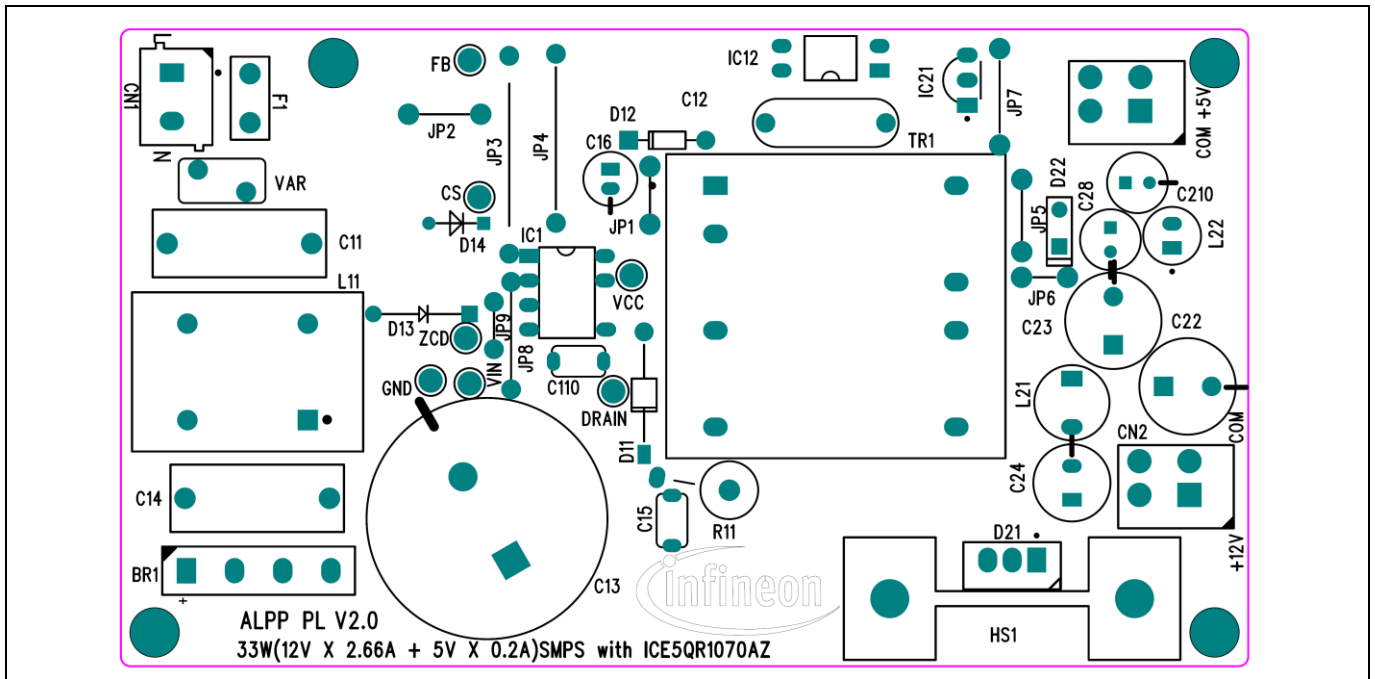 L
CN1
N
F1
VAR
C11
L11
C14
BR1
+
FB
JP2
JP3
JP4
CS
D14
IC1
D13
ZCD
JP9
JP8
VIN
GND
C110
VCC
DRAIN
D11
D12
C12
C16
JP1
IC12
IC21
JP7
TR1
COM +5V
D22
C28
JP5
C210
L22
JP6
C23
C22
L21
COM
CN2
C24
+12V
D21
C15
R11
C13
infineon
HS1
ALPP PL V2.0
33W(12V X 2.66A + 5V X 0.2A)SMPS with ICE5QR1070AZ